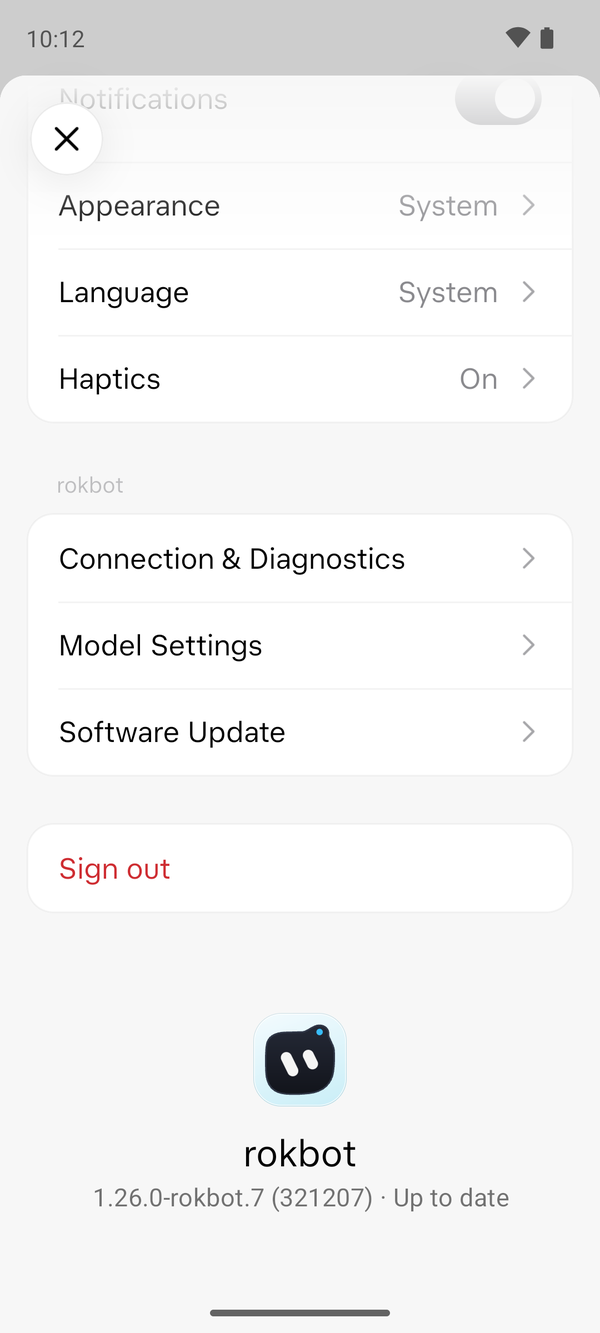 10:12
Notifications
Appearance System
Language System
Haptics On
rokbot
Connection & Diagnostics
Model Settings
Software Update
Sign out
rokbot
1.26.0-rokbot.7 (321207) · Up to date